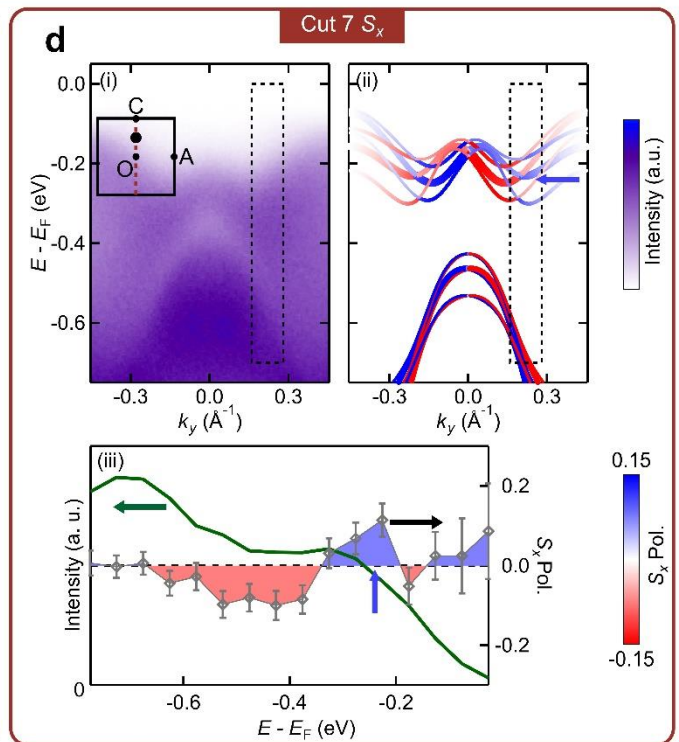 Cut 7 Sx
d
(i)
(ii)
C
O
A
0.0
-0.2
-0.4
-0.6
E - EF (eV)
-0.3
0.0
0.3
ky (Å⁻¹)
-0.3
0.0
0.3
ky (Å⁻¹)
Intensity (a.u.)
(iii)
Intensity (a. u.)
0
0.2
0.0
-0.2
Sx Pol.
-0.6
-0.4
-0.2
E - EF (eV)
0.15
Sx Pol.
-0.15